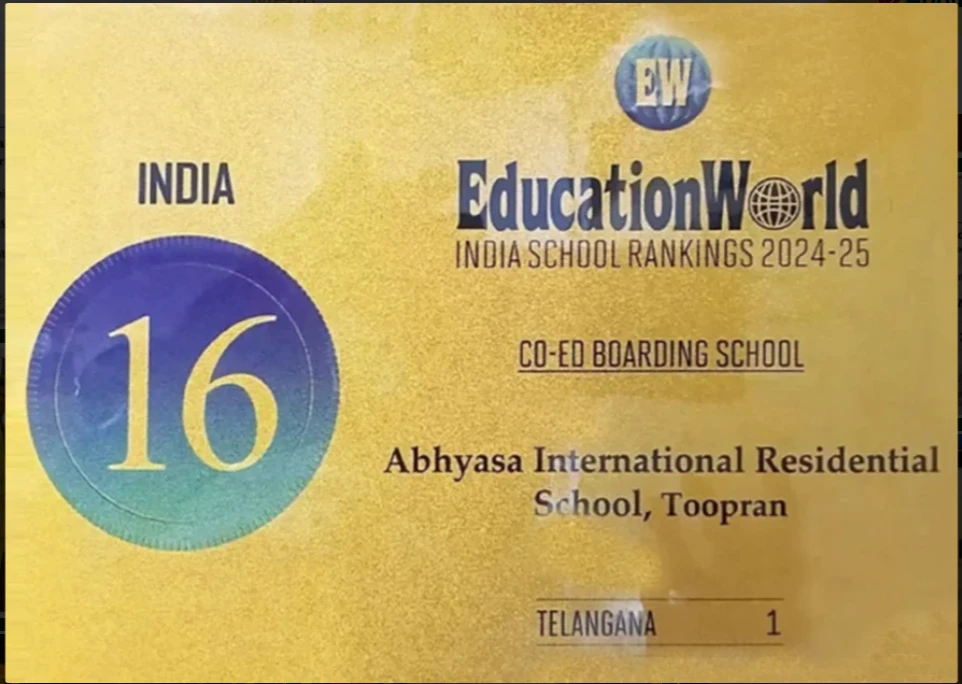 EW
EducationWorld
INDIA SCHOOL RANKINGS 2024-25
INDIA
16
CO-ED BOARDING SCHOOL
Abhyasa International Residential
School, Toopran
TELANGANA 1